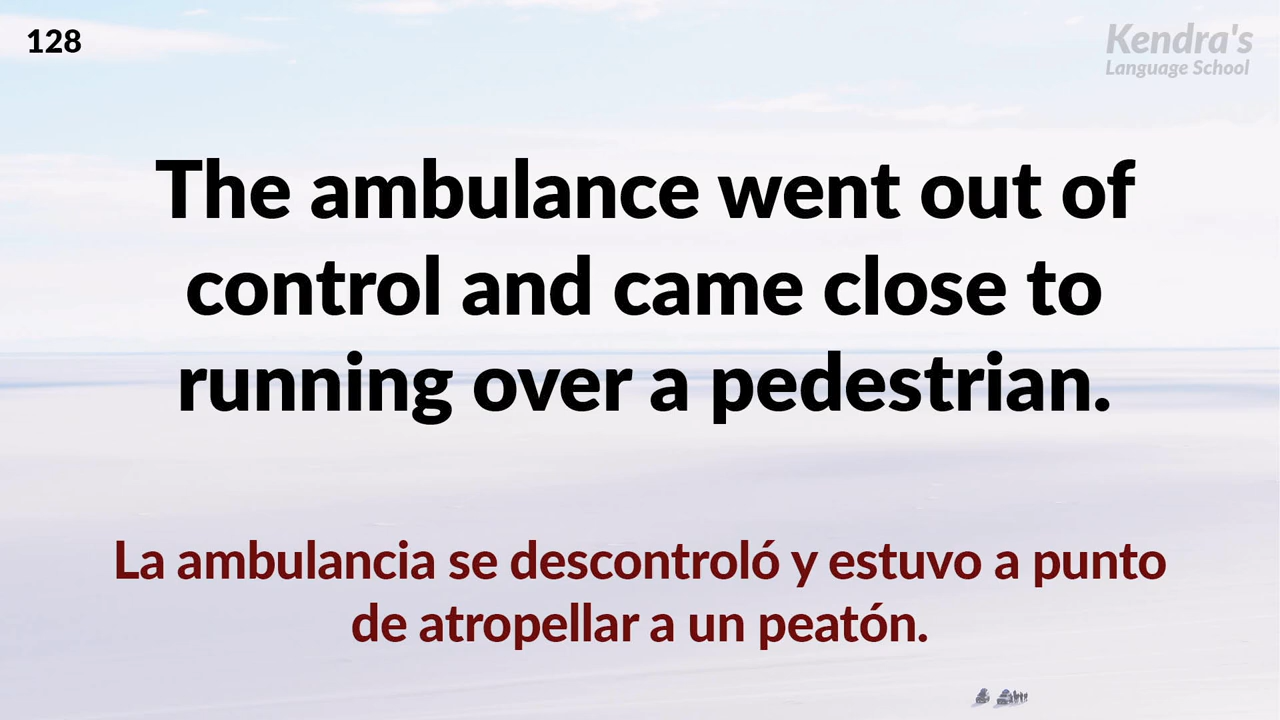 128
Kendra's
Language School
The ambulance went out of
control and came close to
running over a pedestrian.
La ambulancia se descontroló y estuvo a punto
de atropellar a un peatón.